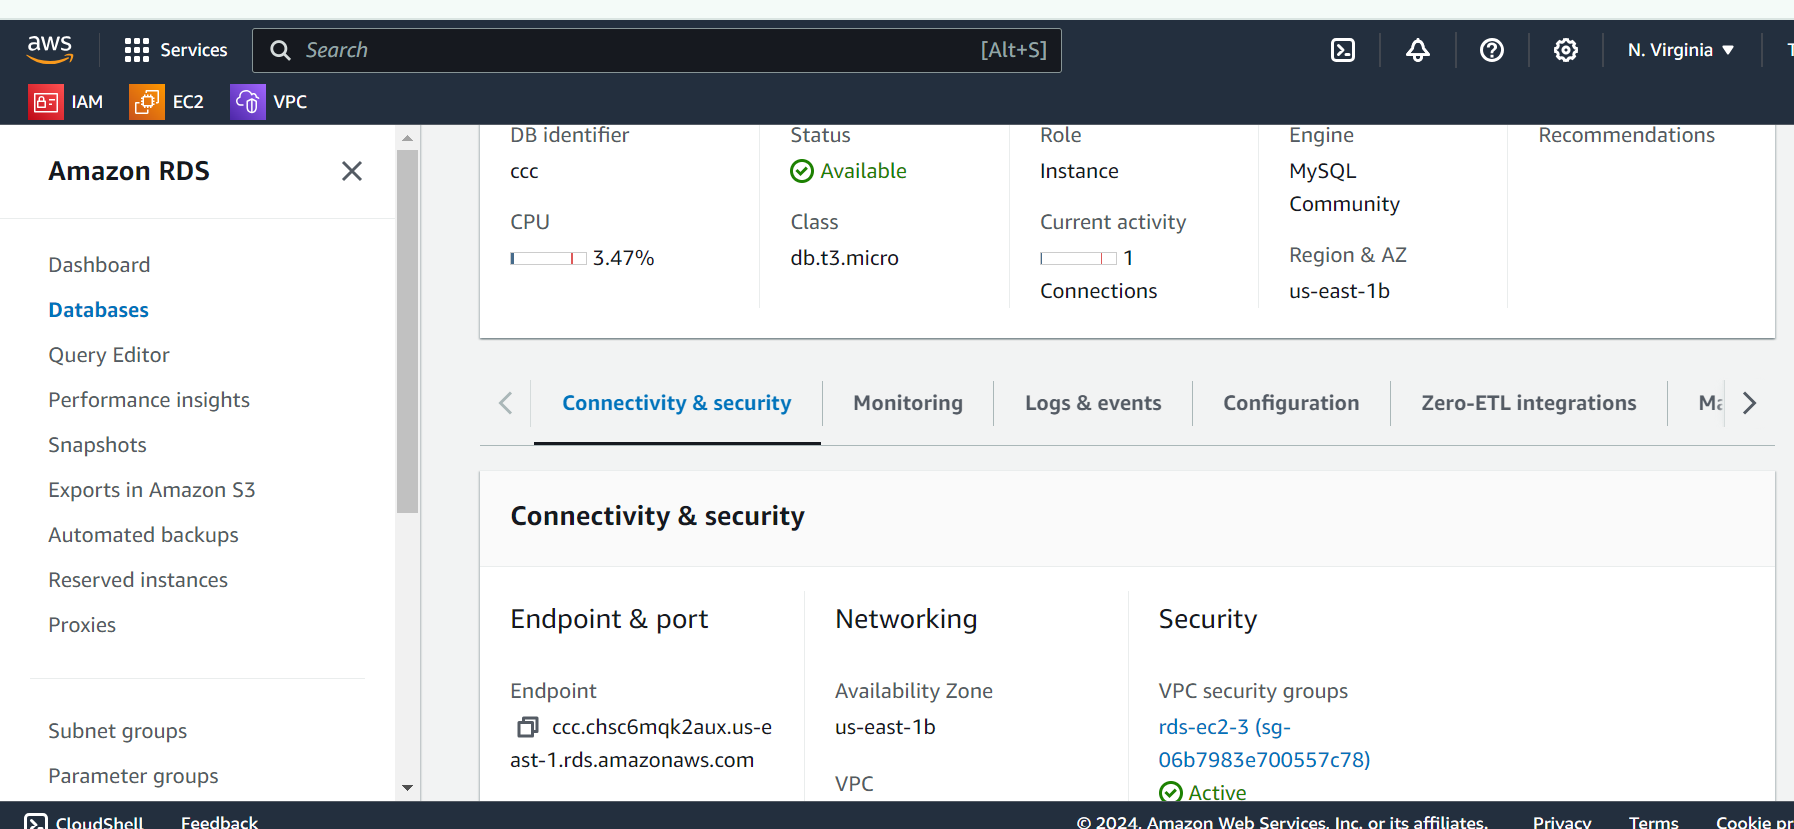 aws
Services
Search
[Alt+S]
N. Virginia
IAM
EC2
VPC
Amazon RDS
Dashboard
Databases
Query Editor
Performance insights
Snapshots
Exports in Amazon S3
Automated backups
Reserved instances
Proxies
Subnet groups
Parameter groups
DB identifier
ccc
CPU
3.47%
Status
Available
Class
db.t3.micro
Role
Instance
Current activity
1
Connections
Engine
MySQL
Community
Region & AZ
us-east-1b
Recommendations
Connectivity & security
Monitoring
Logs & events
Configuration
Zero-ETL integrations
Connectivity & security
Endpoint & port
Endpoint
ccc.chsc6mqk2aux.us-e
ast-1.rds.amazonaws.com
Networking
Availability Zone
us-east-1b
VPC
Security
VPC security groups
rds-ec2-3 (sg-
06b7983e700557c78)
Active
CloudShell
Feedback
© 2024, Amazon Web Services, Inc. or its affiliates.
Privacy
Terms
Cookie pr